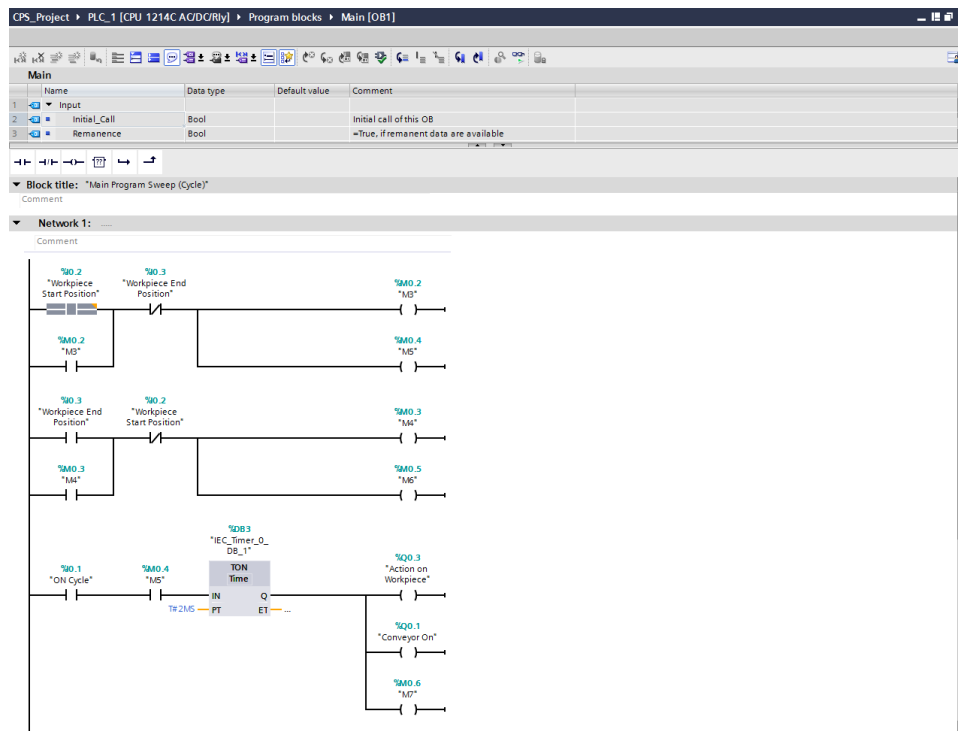 CPS_Project ▸ PLC_1 [CPU 1214C AC/DC/Rly] ▸ Program blocks ▸ Main [OB1]
Main
Name Data type Default value Comment
1 Input
2 Initial_Call Bool Initial call of this OB
3 Remanence Bool =True, if remanent data are available
??
Block title: "Main Program Sweep (Cycle)"
Comment
Network 1: .....
Comment
%I0.2 %I0.3 %M0.2
"Workpiece "Workpiece End "M3"
Start Position" Position"
%M0.2 %M0.4
"M3" "M5"
%I0.3 %I0.2 %M0.3
"Workpiece End "Workpiece "M4"
Position" Start Position"
%M0.3 %M0.5
"M4" "M6"
%DB3
"IEC_Timer_0_
DB_1"
%I0.1 %M0.4 TON %Q0.3
"ON Cycle" "M5" Time "Action on
Workpiece"
IN Q
T#2MS PT ET ...
%Q0.1
"Conveyor On"
%M0.6
"M7"